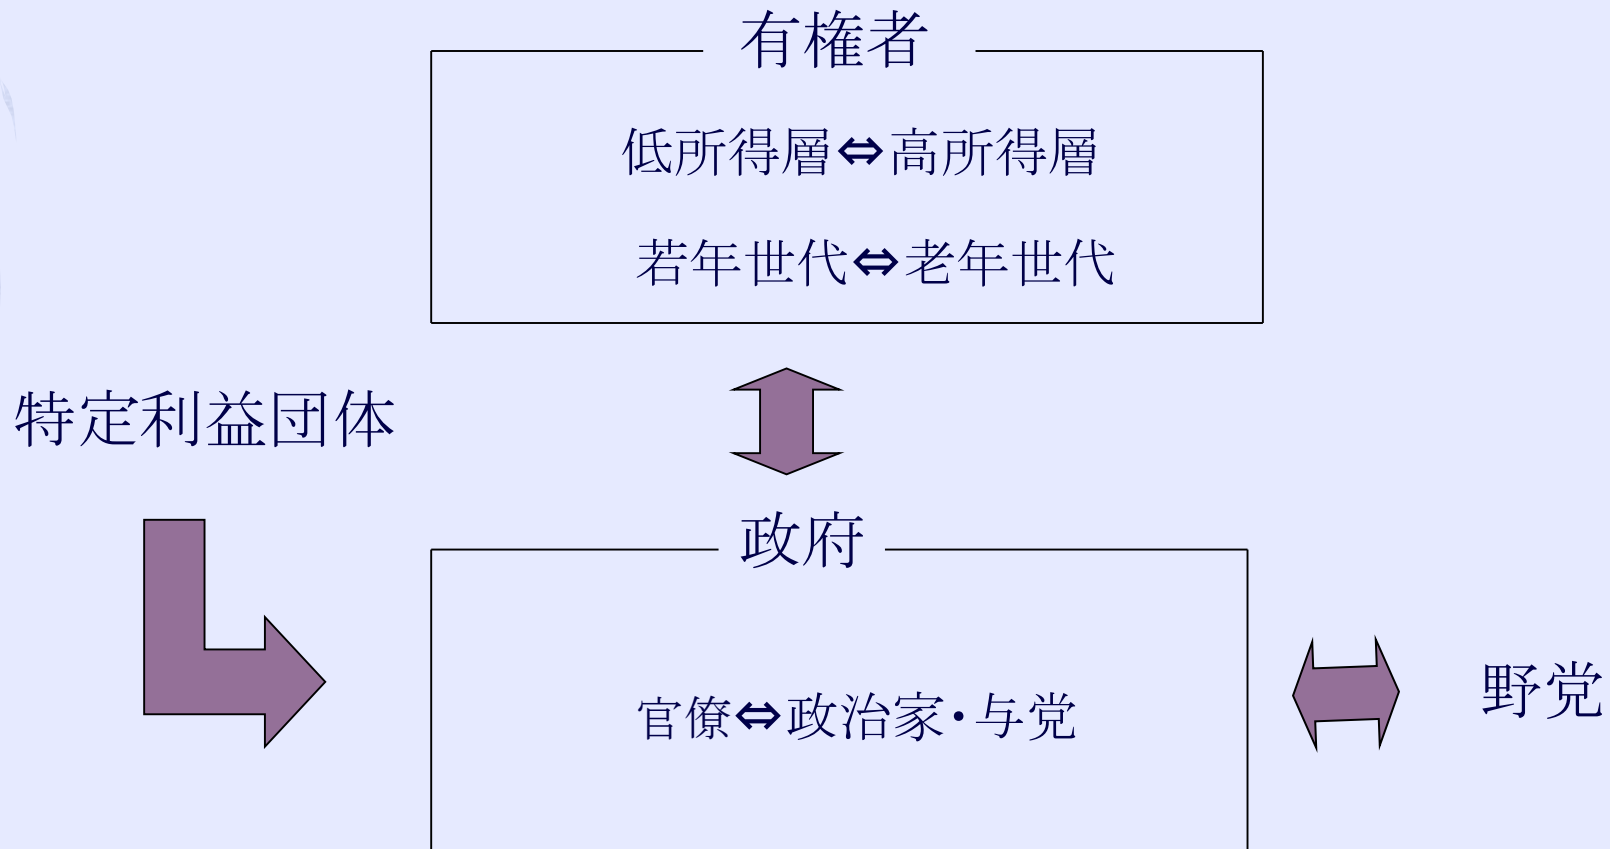 有権者
低所得層⇔高所得層
若年世代⇔老年世代
特定利益団体
政府
官僚⇔政治家・与党
野党